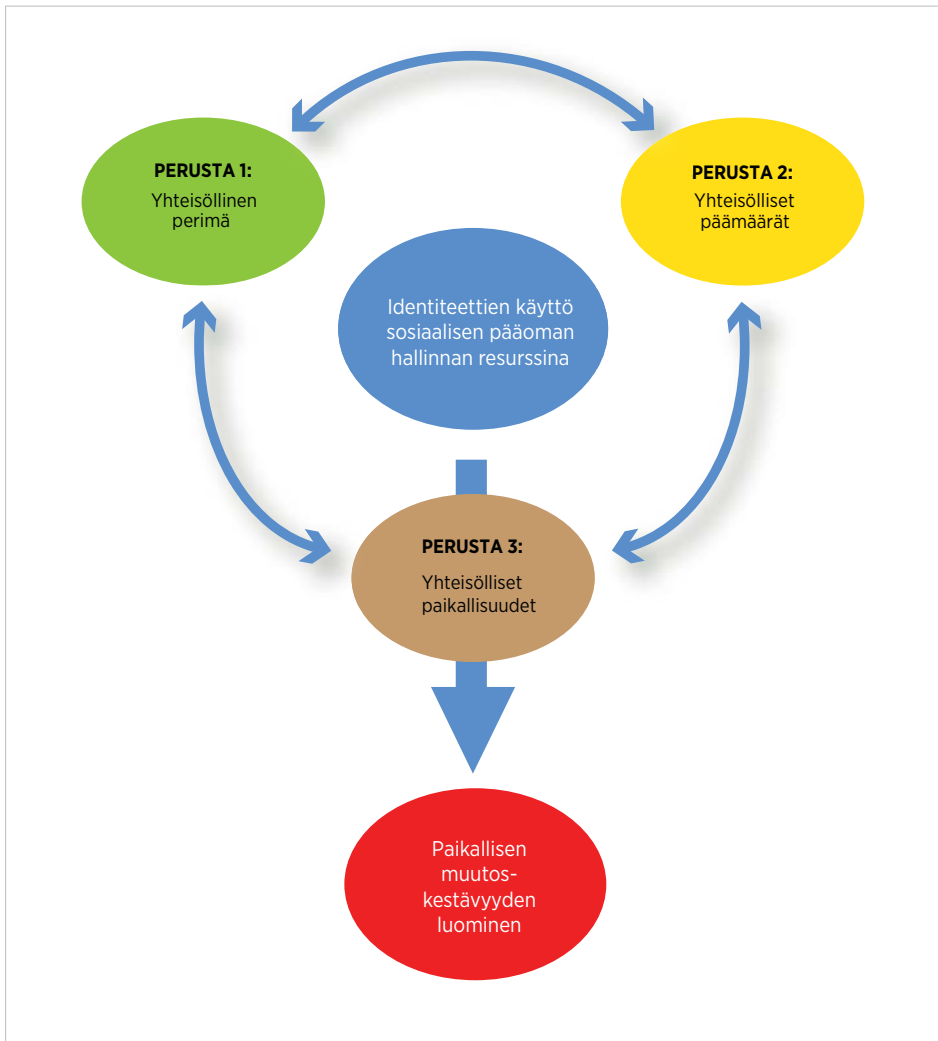 PERUSTA 1:
Yhteisöllinen
perimä
PERUSTA 2:
Yhteisölliset
päämäärät
Identiteettien käyttö
sosiaalisen pääoman
hallinnan resurssina
PERUSTA 3:
Yhteisölliset
paikallisuudet
Paikallisen
muutos-
kestävyyden
luominen